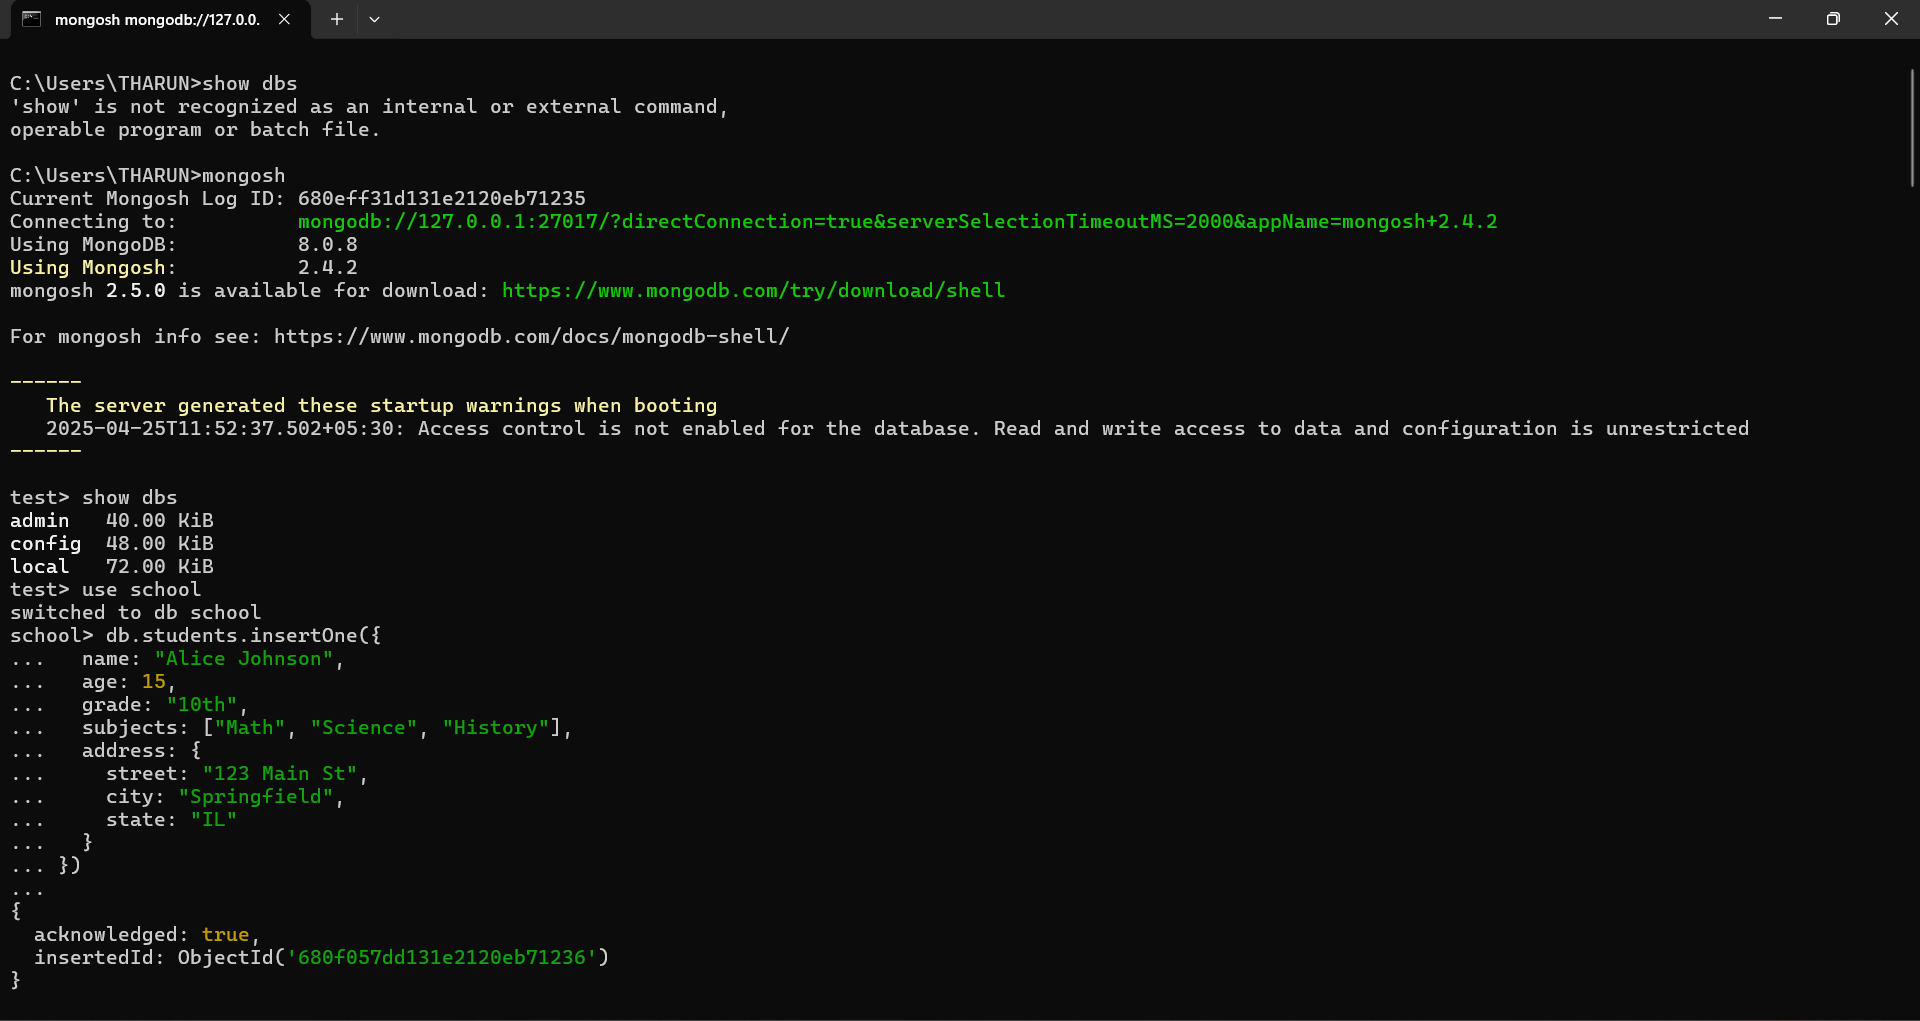 mongosh mongodb://127.0.0.
C:\Users\THARUN>show dbs
'show' is not recognized as an internal or external command,
operable program or batch file.
C:\Users\THARUN>mongosh
Current Mongosh Log ID: 680eff31d131e2120eb71235
Connecting to:          mongodb://127.0.0.1:27017/?directConnection=true&serverSelectionTimeoutMS=2000&appName=mongosh+2.4.2
Using MongoDB:          8.0.8
Using Mongosh:          2.4.2
mongosh 2.5.0 is available for download: https://www.mongodb.com/try/download/shell
For mongosh info see: https://www.mongodb.com/docs/mongodb-shell/
------
   The server generated these startup warnings when booting
   2025-04-25T11:52:37.502+05:30: Access control is not enabled for the database. Read and write access to data and configuration is unrestricted
------
test> show dbs
admin   40.00 KiB
config  48.00 KiB
local   72.00 KiB
test> use school
switched to db school
school> db.students.insertOne({
...   name: "Alice Johnson",
...   age: 15,
...   grade: "10th",
...   subjects: ["Math", "Science", "History"],
...   address: {
...     street: "123 Main St",
...     city: "Springfield",
...     state: "IL"
...   }
... })
...
{
  acknowledged: true,
  insertedId: ObjectId('680f057dd131e2120eb71236')
}